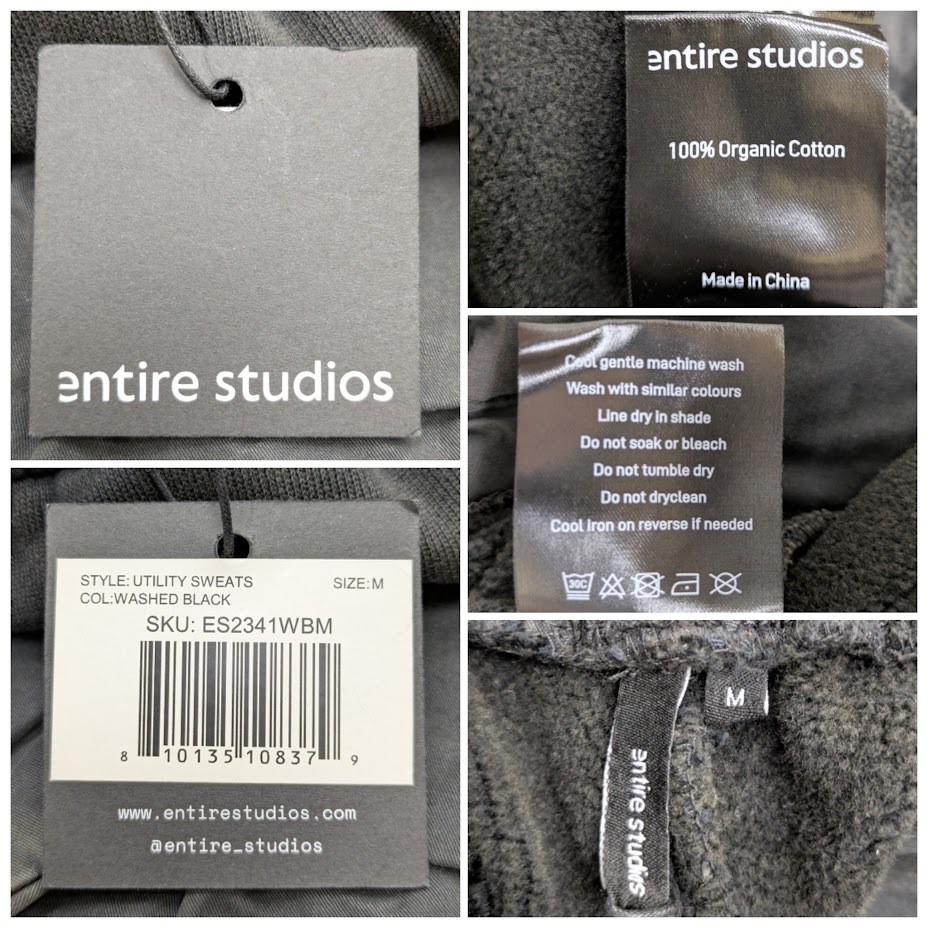 entire studios
entire studios
100% Organic Cotton
Made in China
Cool gentle machine wash
Wash with similar colours
Line dry in shade
Do not soak or bleach
Do not tumble dry
Do not dryclean
Cool iron on reverse if needed
30C
STYLE: UTILITY SWEATS SIZE: M
COL:WASHED BLACK
SKU: ES2341WBM
8 10135 10837 9
www.entirestudios.com
@entire_studios
M
entire studios